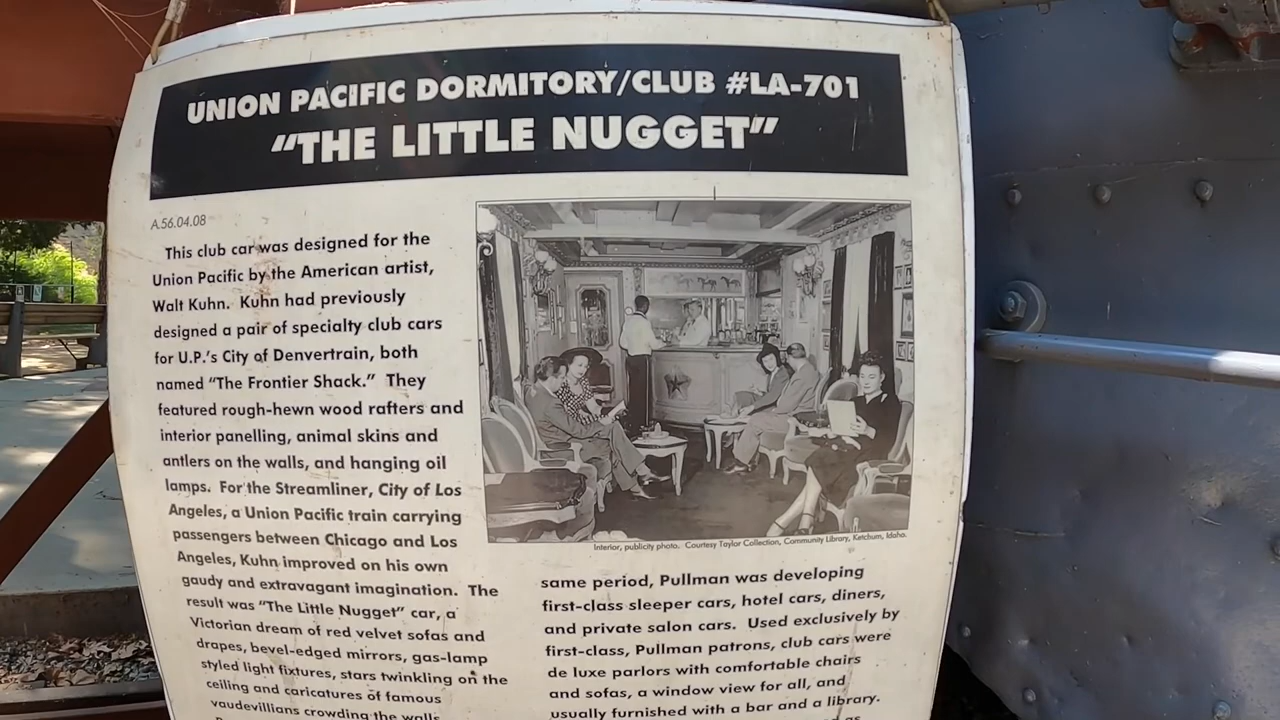 UNION PACIFIC DORMITORY/CLUB #LA-701
"THE LITTLE NUGGET"
A.56.04.08
This club car was designed for the
Union Pacific by the American artist,
Walt Kuhn. Kuhn had previously
designed a pair of specialty club cars
for U.P.'s City of Denvertrain, both
named "The Frontier Shack." They
featured rough-hewn wood rafters and
interior panelling, animal skins and
antlers on the walls, and hanging oil
lamps. For the Streamliner, City of Los
Angeles, a Union Pacific train carrying
passengers between Chicago and Los
Angeles, Kuhn improved on his own
gaudy and extravagant imagination. The
result was "The Little Nugget" car, a
Victorian dream of red velvet sofas and
drapes, bevel-edged mirrors, gas-lamp
styled light fixtures, stars twinkling on the
ceiling and caricatures of famous
vaudevillians crowding the walls.
Interior, publicity photo. Courtesy Taylor Collection, Community Library, Ketchum, Idaho.
same period, Pullman was developing
first-class sleeper cars, hotel cars, diners,
and private salon cars. Used exclusively by
first-class, Pullman patrons, club cars were
de luxe parlors with comfortable chairs
and sofas, a window view for all, and
usually furnished with a bar and a library.
as